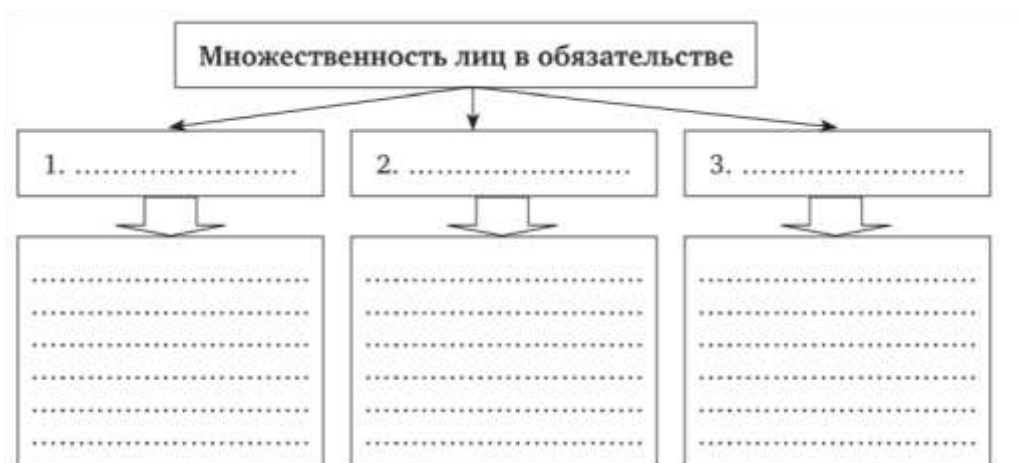 Множественность лиц в обязательстве
1. ........................
2. ........................
3. ........................